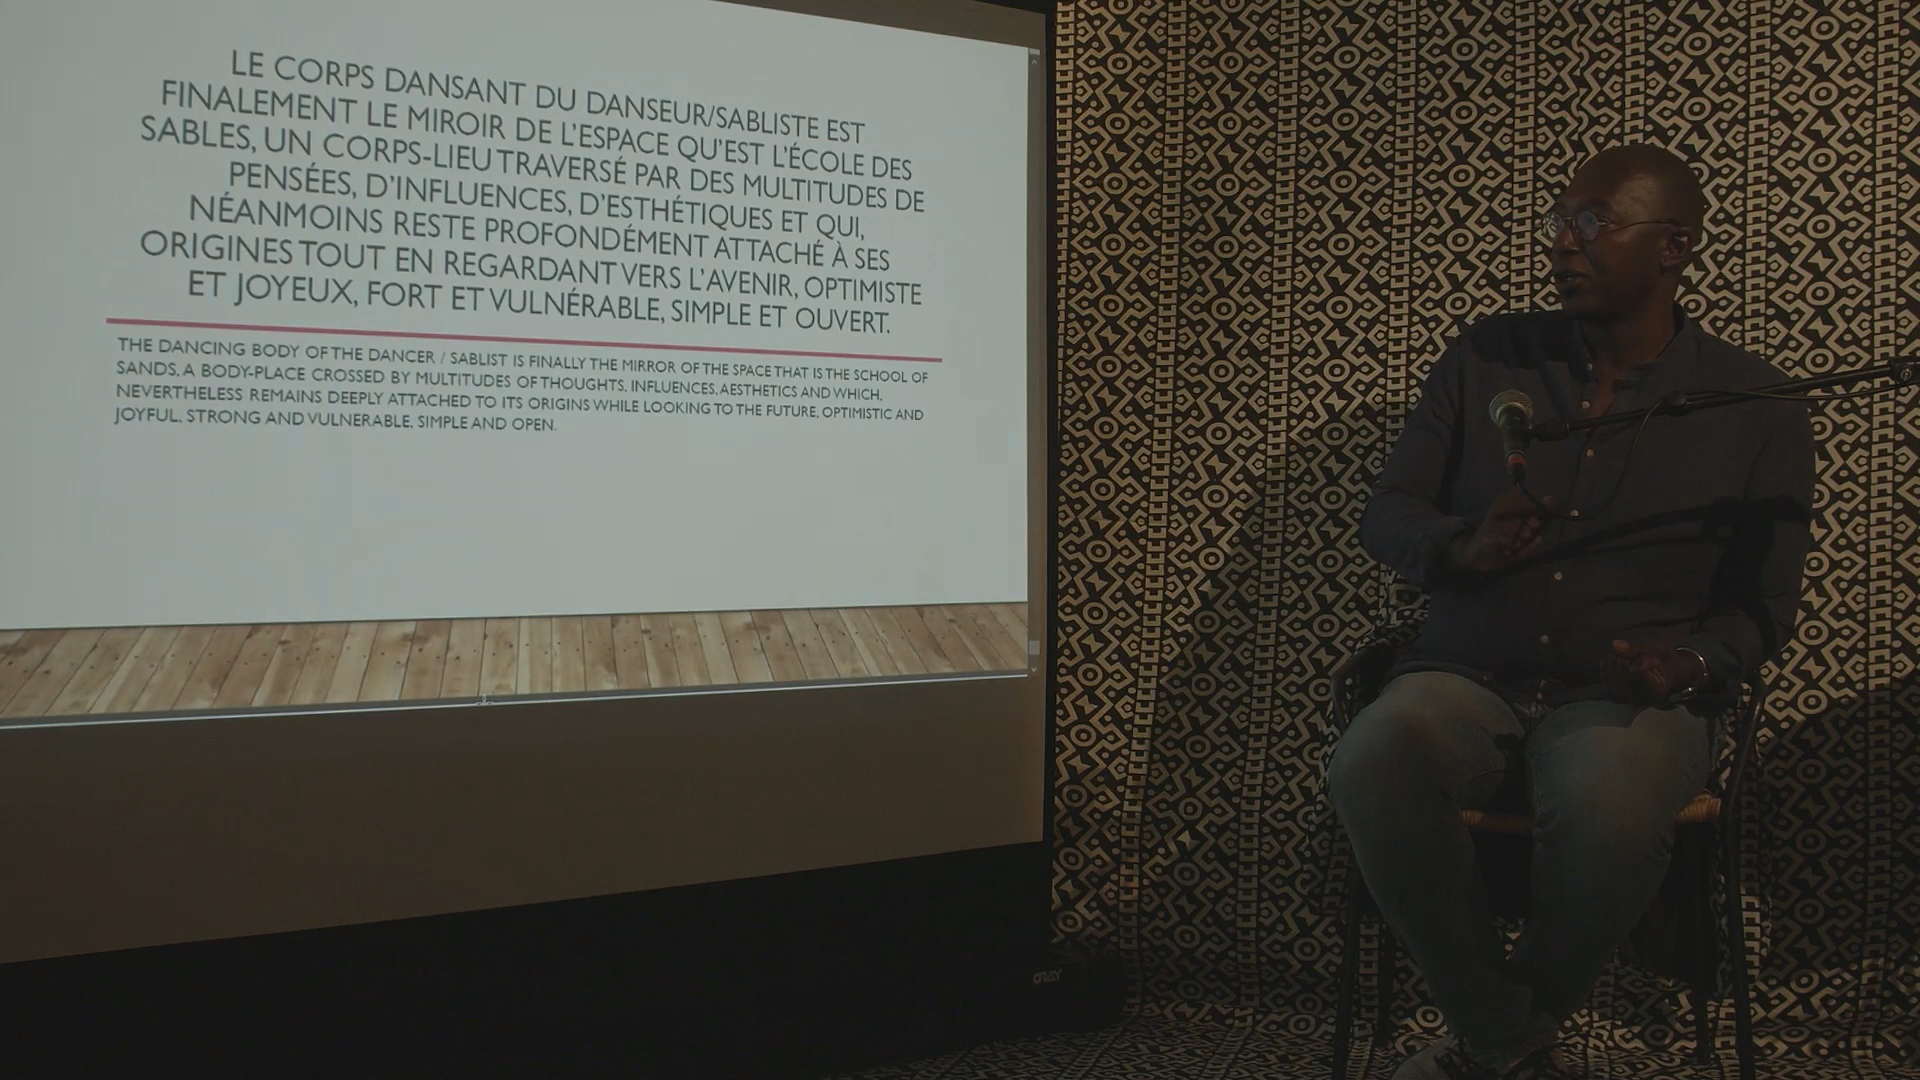 LE CORPS DANSANT DU DANSEUR/SABLISTE EST
FINALEMENT LE MIROIR DE L'ESPACE QU'EST L'ÉCOLE DES
SABLES, UN CORPS-LIEU TRAVERSÉ PAR DES MULTITUDES DE
PENSÉES, D'INFLUENCES, D'ESTHÉTIQUES ET QUI,
NÉANMOINS RESTE PROFONDÉMENT ATTACHÉ À SES
ORIGINES TOUT EN REGARDANT VERS L'AVENIR, OPTIMISTE
ET JOYEUX, FORT ET VULNÉRABLE, SIMPLE ET OUVERT.
THE DANCING BODY OF THE DANCER / SABLIST IS FINALLY THE MIRROR OF THE SPACE THAT IS THE SCHOOL OF
SANDS. A BODY-PLACE CROSSED BY MULTITUDES OF THOUGHTS. INFLUENCES. AESTHETICS AND WHICH,
NEVERTHELESS REMAINS DEEPLY ATTACHED TO ITS ORIGINS WHILE LOOKING TO THE FUTURE. OPTIMISTIC AND
JOYFUL. STRONG AND VULNERABLE. SIMPLE AND OPEN.
ORAY